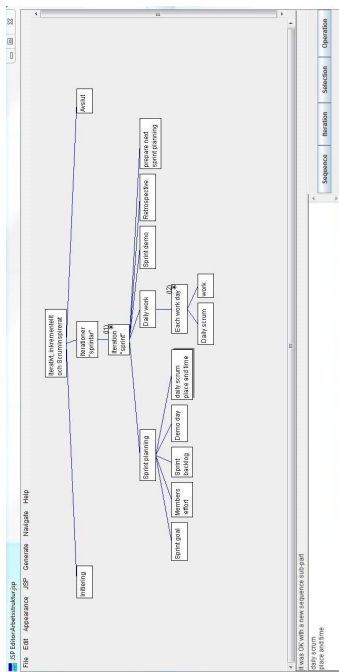 JSP Editor:Arbetsstruktur.jsp
File Edit Appearance JSP Generate Navigate Help
Iterativt, inkrementellt
och Scruminspirerat
Initiering
Iterationer
"sprintar"
Avslut
(I1)
Iteration *
"sprint"
Sprint planning
Daily work
Sprint demo
Retrospective
prepare next
sprint planning
Sprint goal
Members
effort
Sprint
backlog
Demo day
daily scrum
place and time
(I2)
Each work day *
Daily scrum
work
It was OK with a new sequence sub-part
daily scrum
place and time
Sequence
Iteration
Selection
Operation